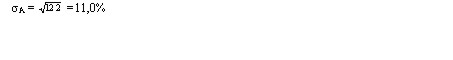 σA = √122 = 11,0%